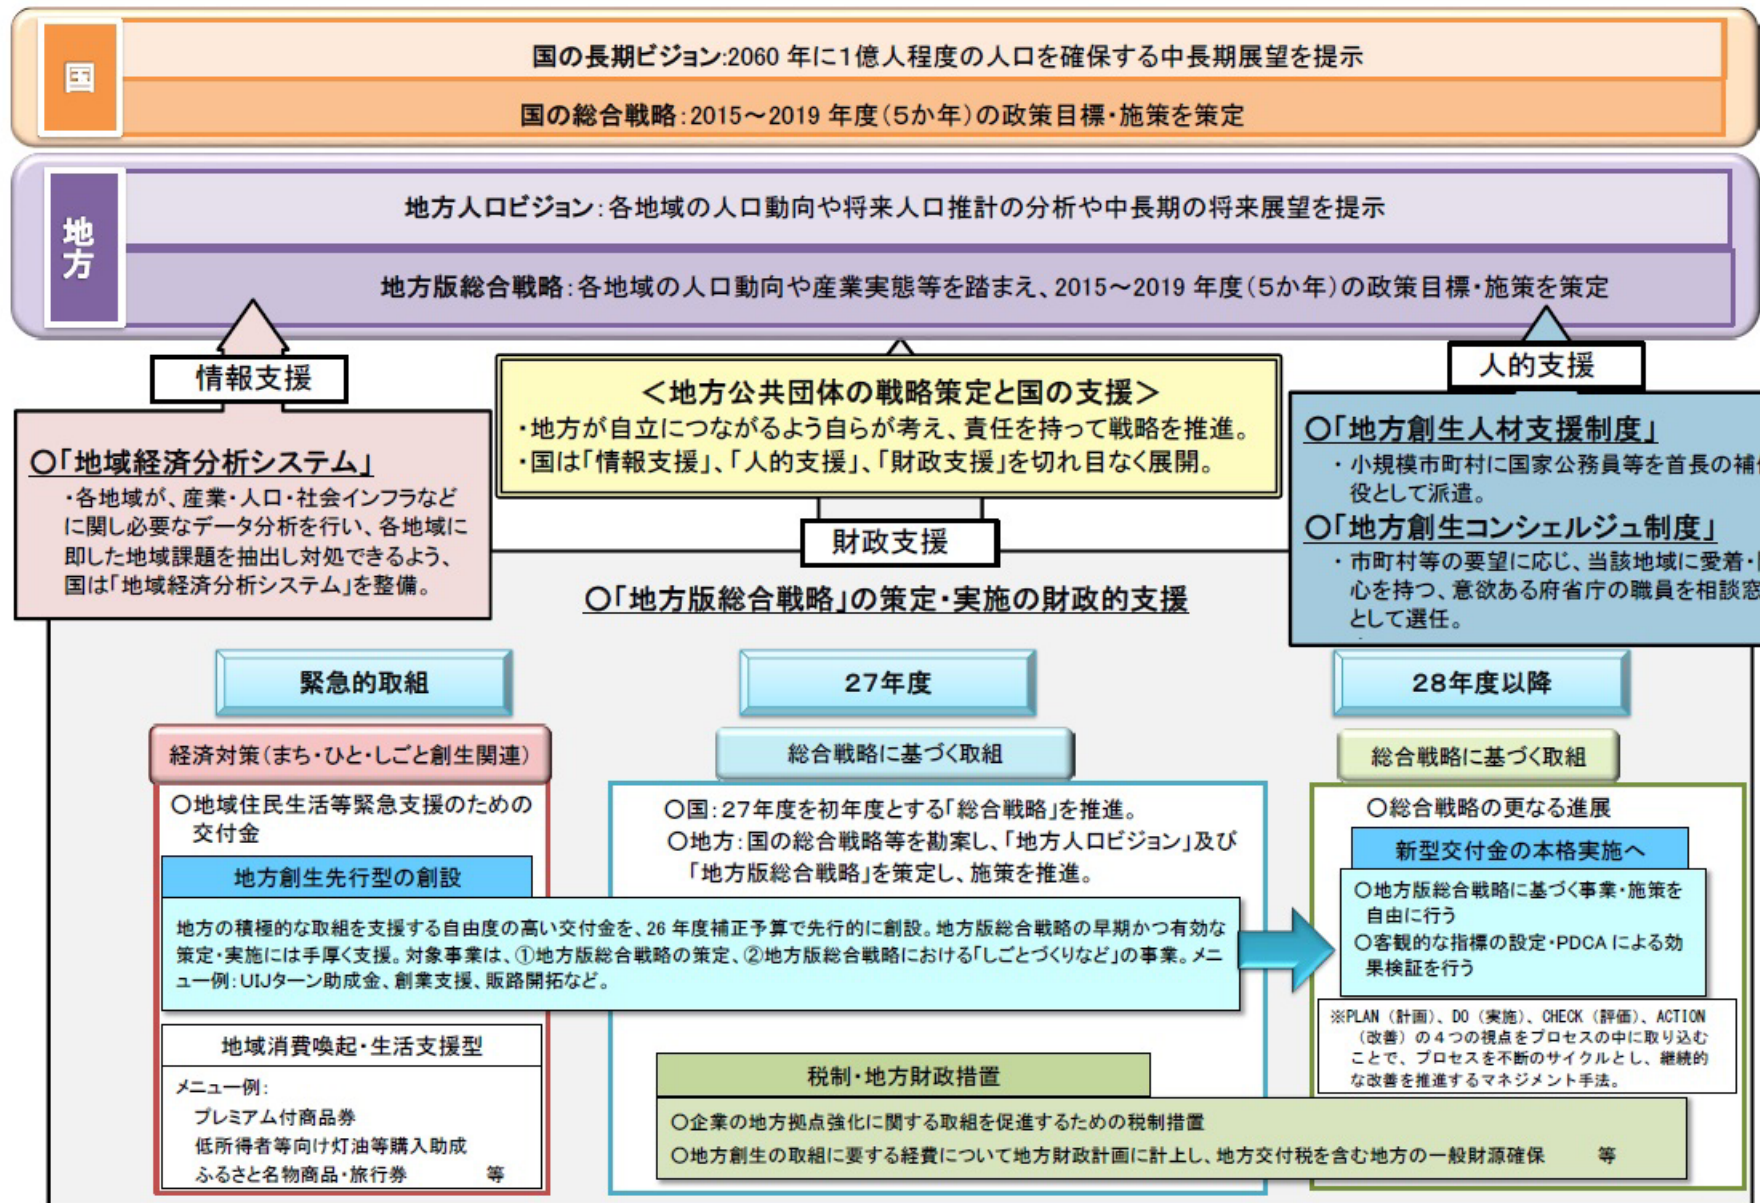 国
国の長期ビジョン:2060 年に1億人程度の人口を確保する中長期展望を提示
国の総合戦略:2015～2019 年度(5か年)の政策目標・施策を策定
地方
地方人口ビジョン:各地域の人口動向や将来人口推計の分析や中長期の将来展望を提示
地方版総合戦略:各地域の人口動向や産業実態等を踏まえ、2015～2019 年度(5か年)の政策目標・施策を策定
情報支援
○「地域経済分析システム」
・各地域が、産業・人口・社会インフラなど
に関し必要なデータ分析を行い、各地域に
即した地域課題を抽出し対処できるよう、
国は「地域経済分析システム」を整備。
＜地方公共団体の戦略策定と国の支援＞
・地方が自立につながるよう自らが考え、責任を持って戦略を推進。
・国は「情報支援」、「人的支援」、「財政支援」を切れ目なく展開。
人的支援
○「地方創生人材支援制度」
・小規模市町村に国家公務員等を首長の補
役として派遣。
○「地方創生コンシェルジュ制度」
・市町村等の要望に応じ、当該地域に愛着・
心を持つ、意欲ある府省庁の職員を相談窓
として選任。
財政支援
○「地方版総合戦略」の策定・実施の財政的支援
緊急的取組
経済対策(まち・ひと・しごと創生関連)
○地域住民生活等緊急支援のための
交付金
地方創生先行型の創設
地方の積極的な取組を支援する自由度の高い交付金を、26 年度補正予算で先行的に創設。地方版総合戦略の早期かつ有効な
策定・実施には手厚く支援。対象事業は、①地方版総合戦略の策定、②地方版総合戦略における「しごとづくりなど」の事業。メニ
ュー例:UIJターン助成金、創業支援、販路開拓など。
地域消費喚起・生活支援型
メニュー例:
プレミアム付商品券
低所得者等向け灯油等購入助成
ふるさと名物商品・旅行券 等
27年度
総合戦略に基づく取組
○国:27年度を初年度とする「総合戦略」を推進。
○地方:国の総合戦略等を勘案し、「地方人口ビジョン」及び
「地方版総合戦略」を策定し、施策を推進。
税制・地方財政措置
○企業の地方拠点強化に関する取組を促進するための税制措置
○地方創生の取組に要する経費について地方財政計画に計上し、地方交付税を含む地方の一般財源確保 等
28年度以降
総合戦略に基づく取組
○総合戦略の更なる進展
新型交付金の本格実施へ
○地方版総合戦略に基づく事業・施策を
自由に行う
○客観的な指標の設定・PDCA による効
果検証を行う
※PLAN（計画）、DO（実施）、CHECK（評価）、ACTION
（改善）の４つの視点をプロセスの中に取り込む
ことで、プロセスを不断のサイクルとし、継続的
な改善を推進するマネジメント手法。